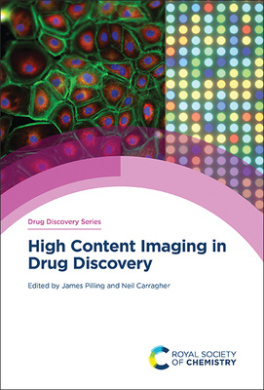 Drug Discovery Series
High Content Imaging in
Drug Discovery
Edited by James Pilling and Neil Carragher
ROYAL SOCIETY
OF CHEMISTRY